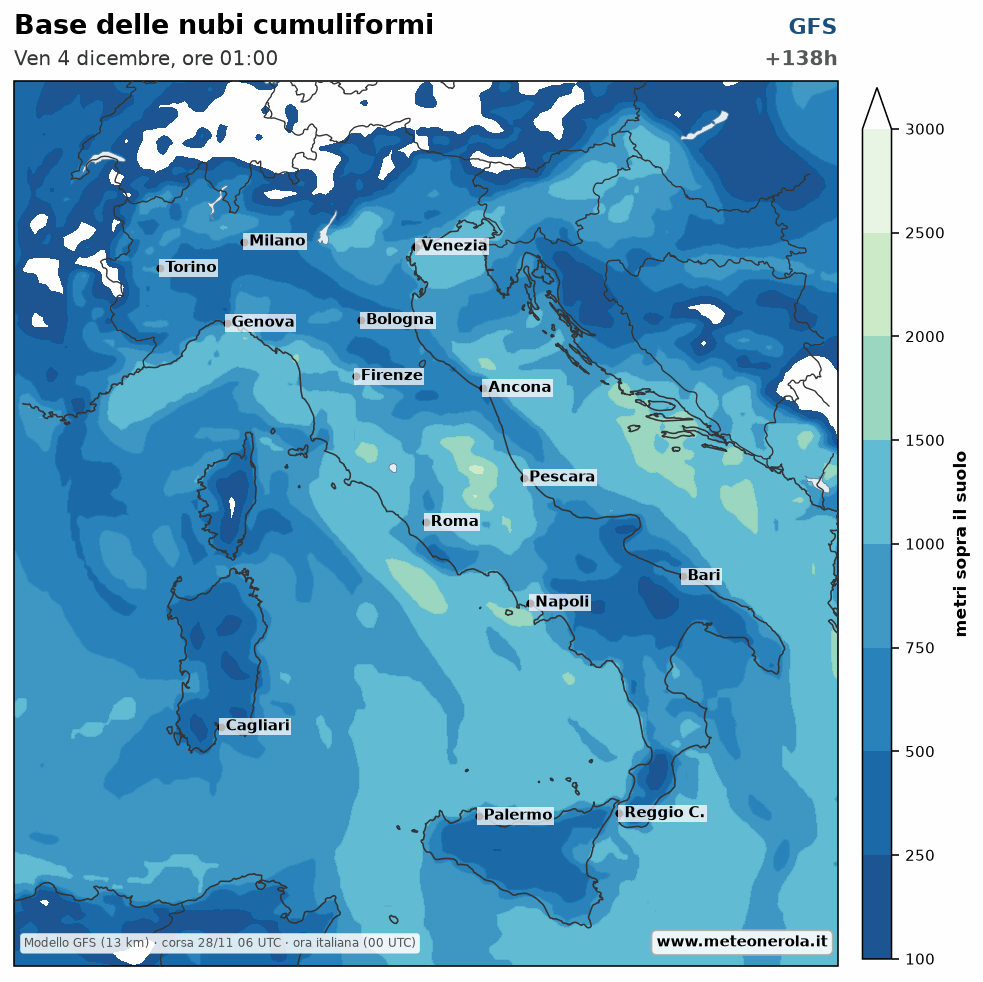 Base delle nubi cumuliformi
GFS
Ven 4 dicembre, ore 01:00
+138h
Milano
Venezia
Torino
Genova
Bologna
Firenze
Ancona
Pescara
Roma
Bari
Napoli
Cagliari
Palermo
Reggio C.
3000
2500
2000
1500
1000
750
500
250
100
metri sopra il suolo
Modello GFS (13 km) · corsa 28/11 06 UTC · ora italiana (00 UTC)
www.meteonerola.it